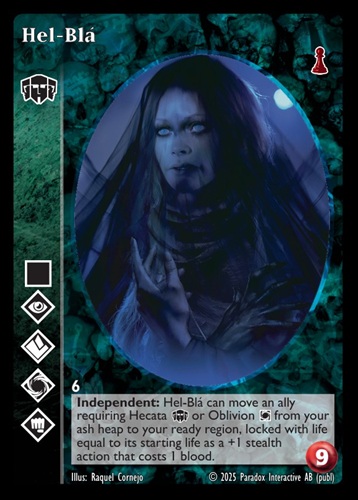 Hel-Blá
6
Independent: Hel-Blá can move an ally
requiring Hecata or Oblivion from your
ash heap to your ready region, locked with life
equal to its starting life as a +1 stealth
action that costs 1 blood.
9
Illus: Raquel Cornejo
© 2025 Paradox Interactive AB (publ)